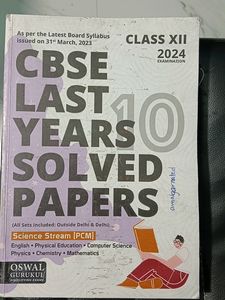 As per the Latest Board Syllabus
issued on 31st March, 2023
CLASS XII
2024
EXAMINATION
CBSE
LAST
10
YEARS
SOLVED
PAPERS
(All Sets Included: Outside Delhi & Delhi)
Science Stream [PCM]
English • Physical Education • Computer Science
Physics • Chemistry • Mathematics
OSWAL
GURUKUL